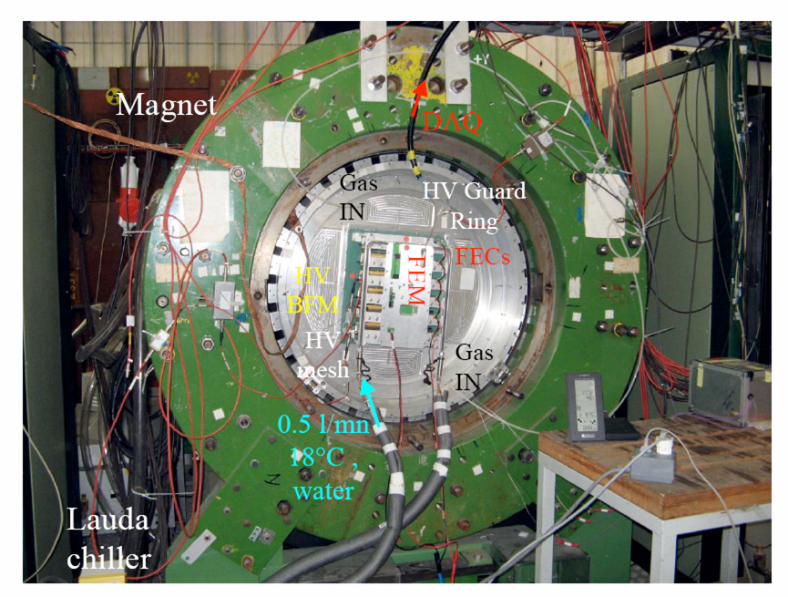 Magnet
DAQ
Gas
IN
HV Guard
Ring
FECs
FEM
HV
BFM
HV
mesh
Gas
IN
0.5 l/mn
18°C ,
water
Lauda
chiller